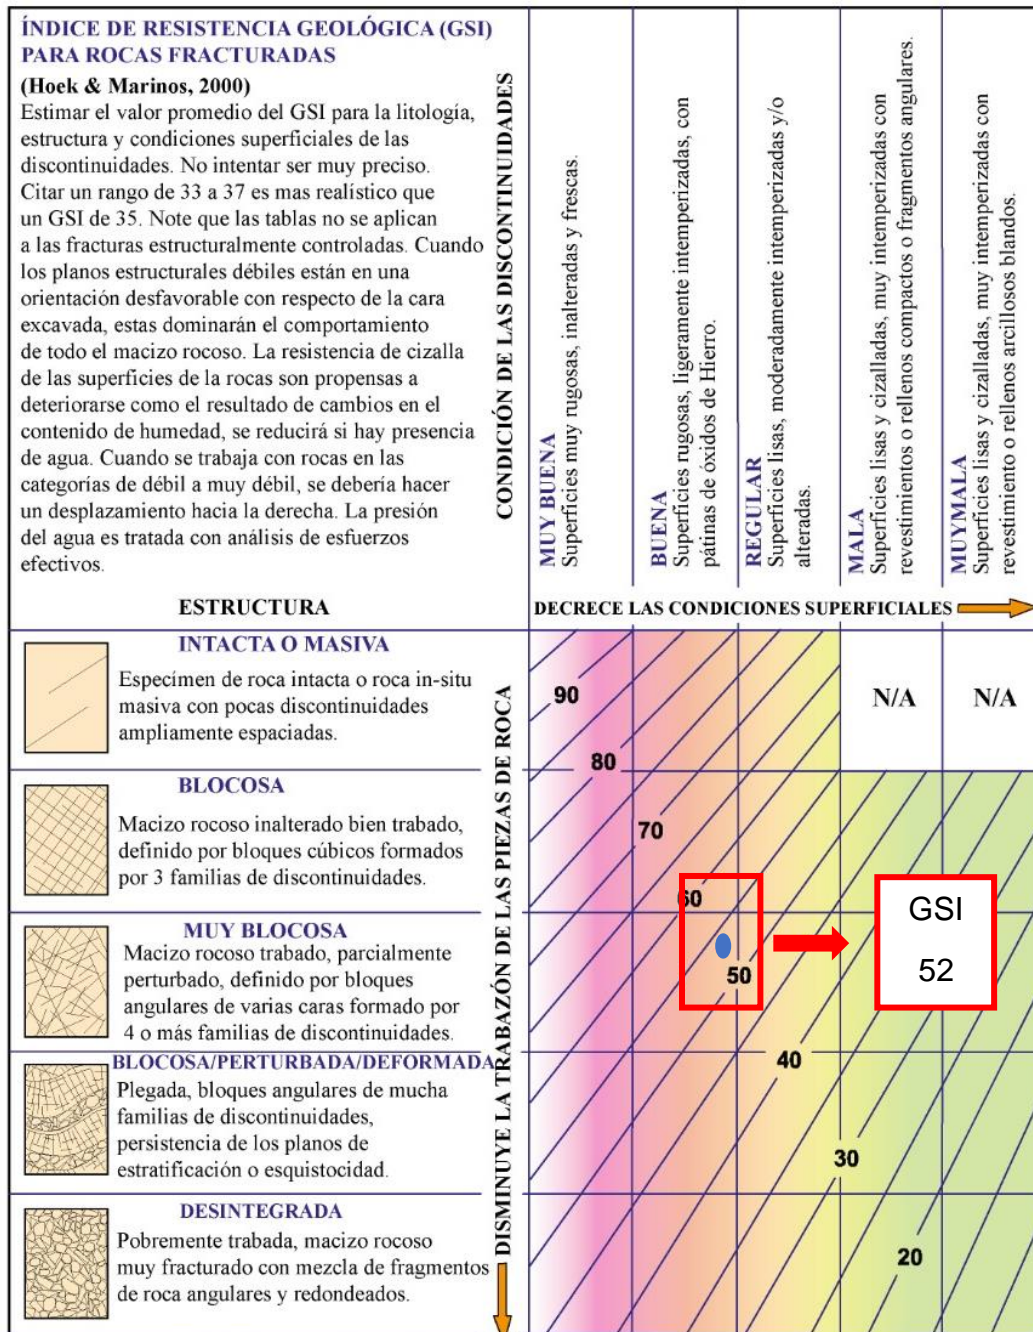 ÍNDICE DE RESISTENCIA GEOLÓGICA (GSI)
PARA ROCAS FRACTURADAS
(Hoek & Marinos, 2000)
Estimar el valor promedio del GSI para la litología,
estructura y condiciones superficiales de las
discontinuidades. No intentar ser muy preciso.
Citar un rango de 33 a 37 es mas realístico que
un GSI de 35. Note que las tablas no se aplican
a las fracturas estructuralmente controladas. Cuando
los planos estructurales débiles están en una
orientación desfavorable con respecto de la cara
excavada, estas dominarán el comportamiento
de todo el macizo rocoso. La resistencia de cizalla
de las superficies de la rocas son propensas a
deteriorarse como el resultado de cambios en el
contenido de humedad, se reducirá si hay presencia
de agua. Cuando se trabaja con rocas en las
categorías de débil a muy débil, se debería hacer
un desplazamiento hacia la derecha. La presión
del agua es tratada con análisis de esfuerzos
efectivos.
CONDICIÓN DE LAS DISCONTINUIDADES
MUY BUENA
Superficies muy rugosas, inalteradas y frescas.
BUENA
Superficies rugosas, ligeramente intemperizadas, con
pátinas de óxidos de Hierro.
REGULAR
Superficies lisas, moderadamente intemperizadas y/o
alteradas.
MALA
Superficies lisas y cizalladas, muy intemperizadas con
revestimientos o rellenos compactos o fragmentos angulares.
MUYMALA
Superficies lisas y cizalladas, muy intemperizadas con
revestimiento o rellenos arcillosos blandos.
ESTRUCTURA
DECRECE LAS CONDICIONES SUPERFICIALES
DISMINUYE LA TRABAZÓN DE LAS PIEZAS DE ROCA
INTACTA O MASIVA
Espécimen de roca intacta o roca in-situ
masiva con pocas discontinuidades
ampliamente espaciadas.
90
80
N/A
N/A
BLOCOSA
Macizo rocoso inalterado bien trabado,
definido por bloques cúbicos formados
por 3 familias de discontinuidades.
70
60
MUY BLOCOSA
Macizo rocoso trabado, parcialmente
perturbado, definido por bloques
angulares de varias caras formado por
4 o más familias de discontinuidades.
50
GSI
52
BLOCOSA/PERTURBADA/DEFORMADA
Plegada, bloques angulares de mucha
familias de discontinuidades,
persistencia de los planos de
estratificación o esquistocidad.
40
30
DESINTEGRADA
Pobremente trabada, macizo rocoso
muy fracturado con mezcla de fragmentos
de roca angulares y redondeados.
20